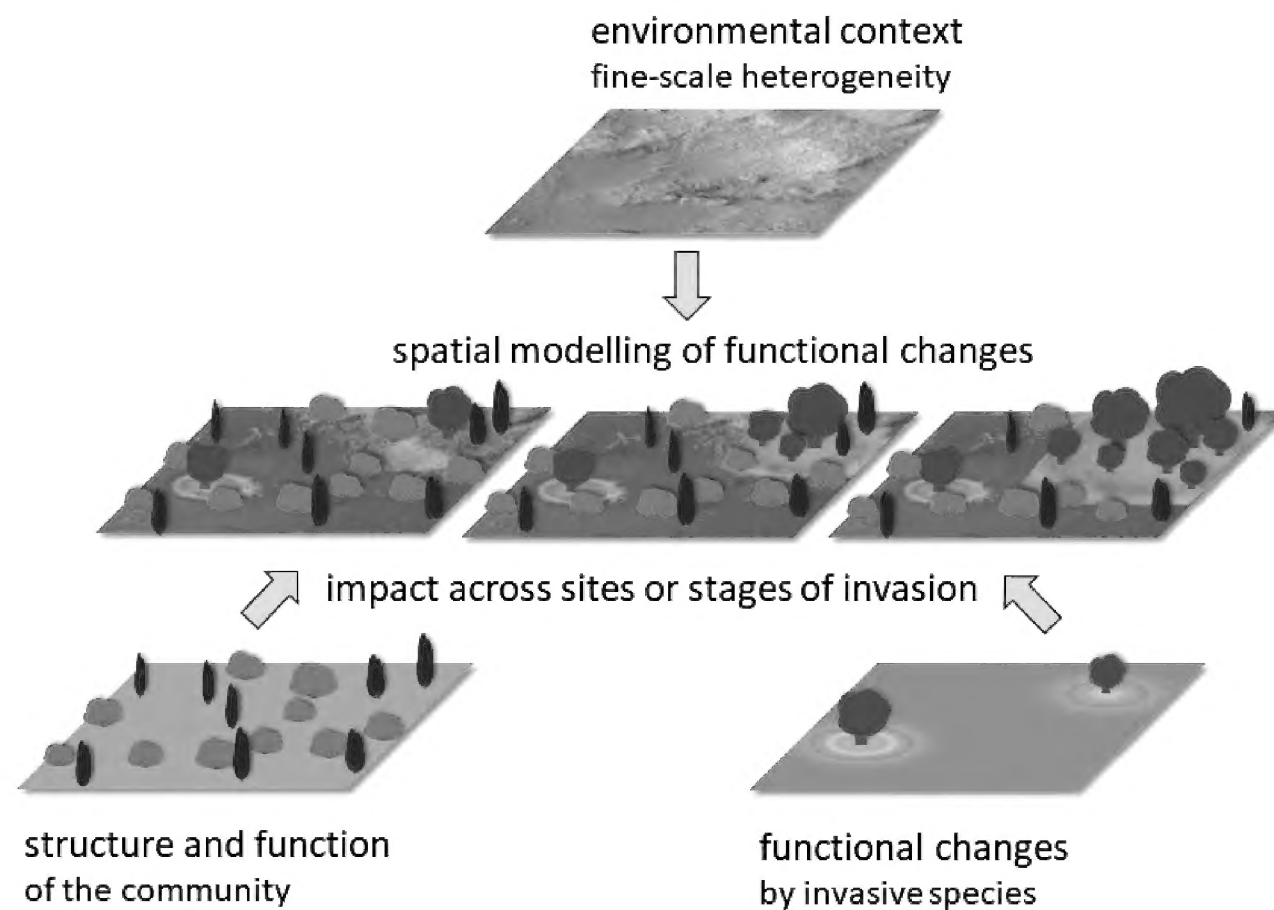 environmental context
fine-scale heterogeneity
spatial modelling of functional changes
impact across sites or stages of invasion
structure and function
of the community
functional changes
by invasive species